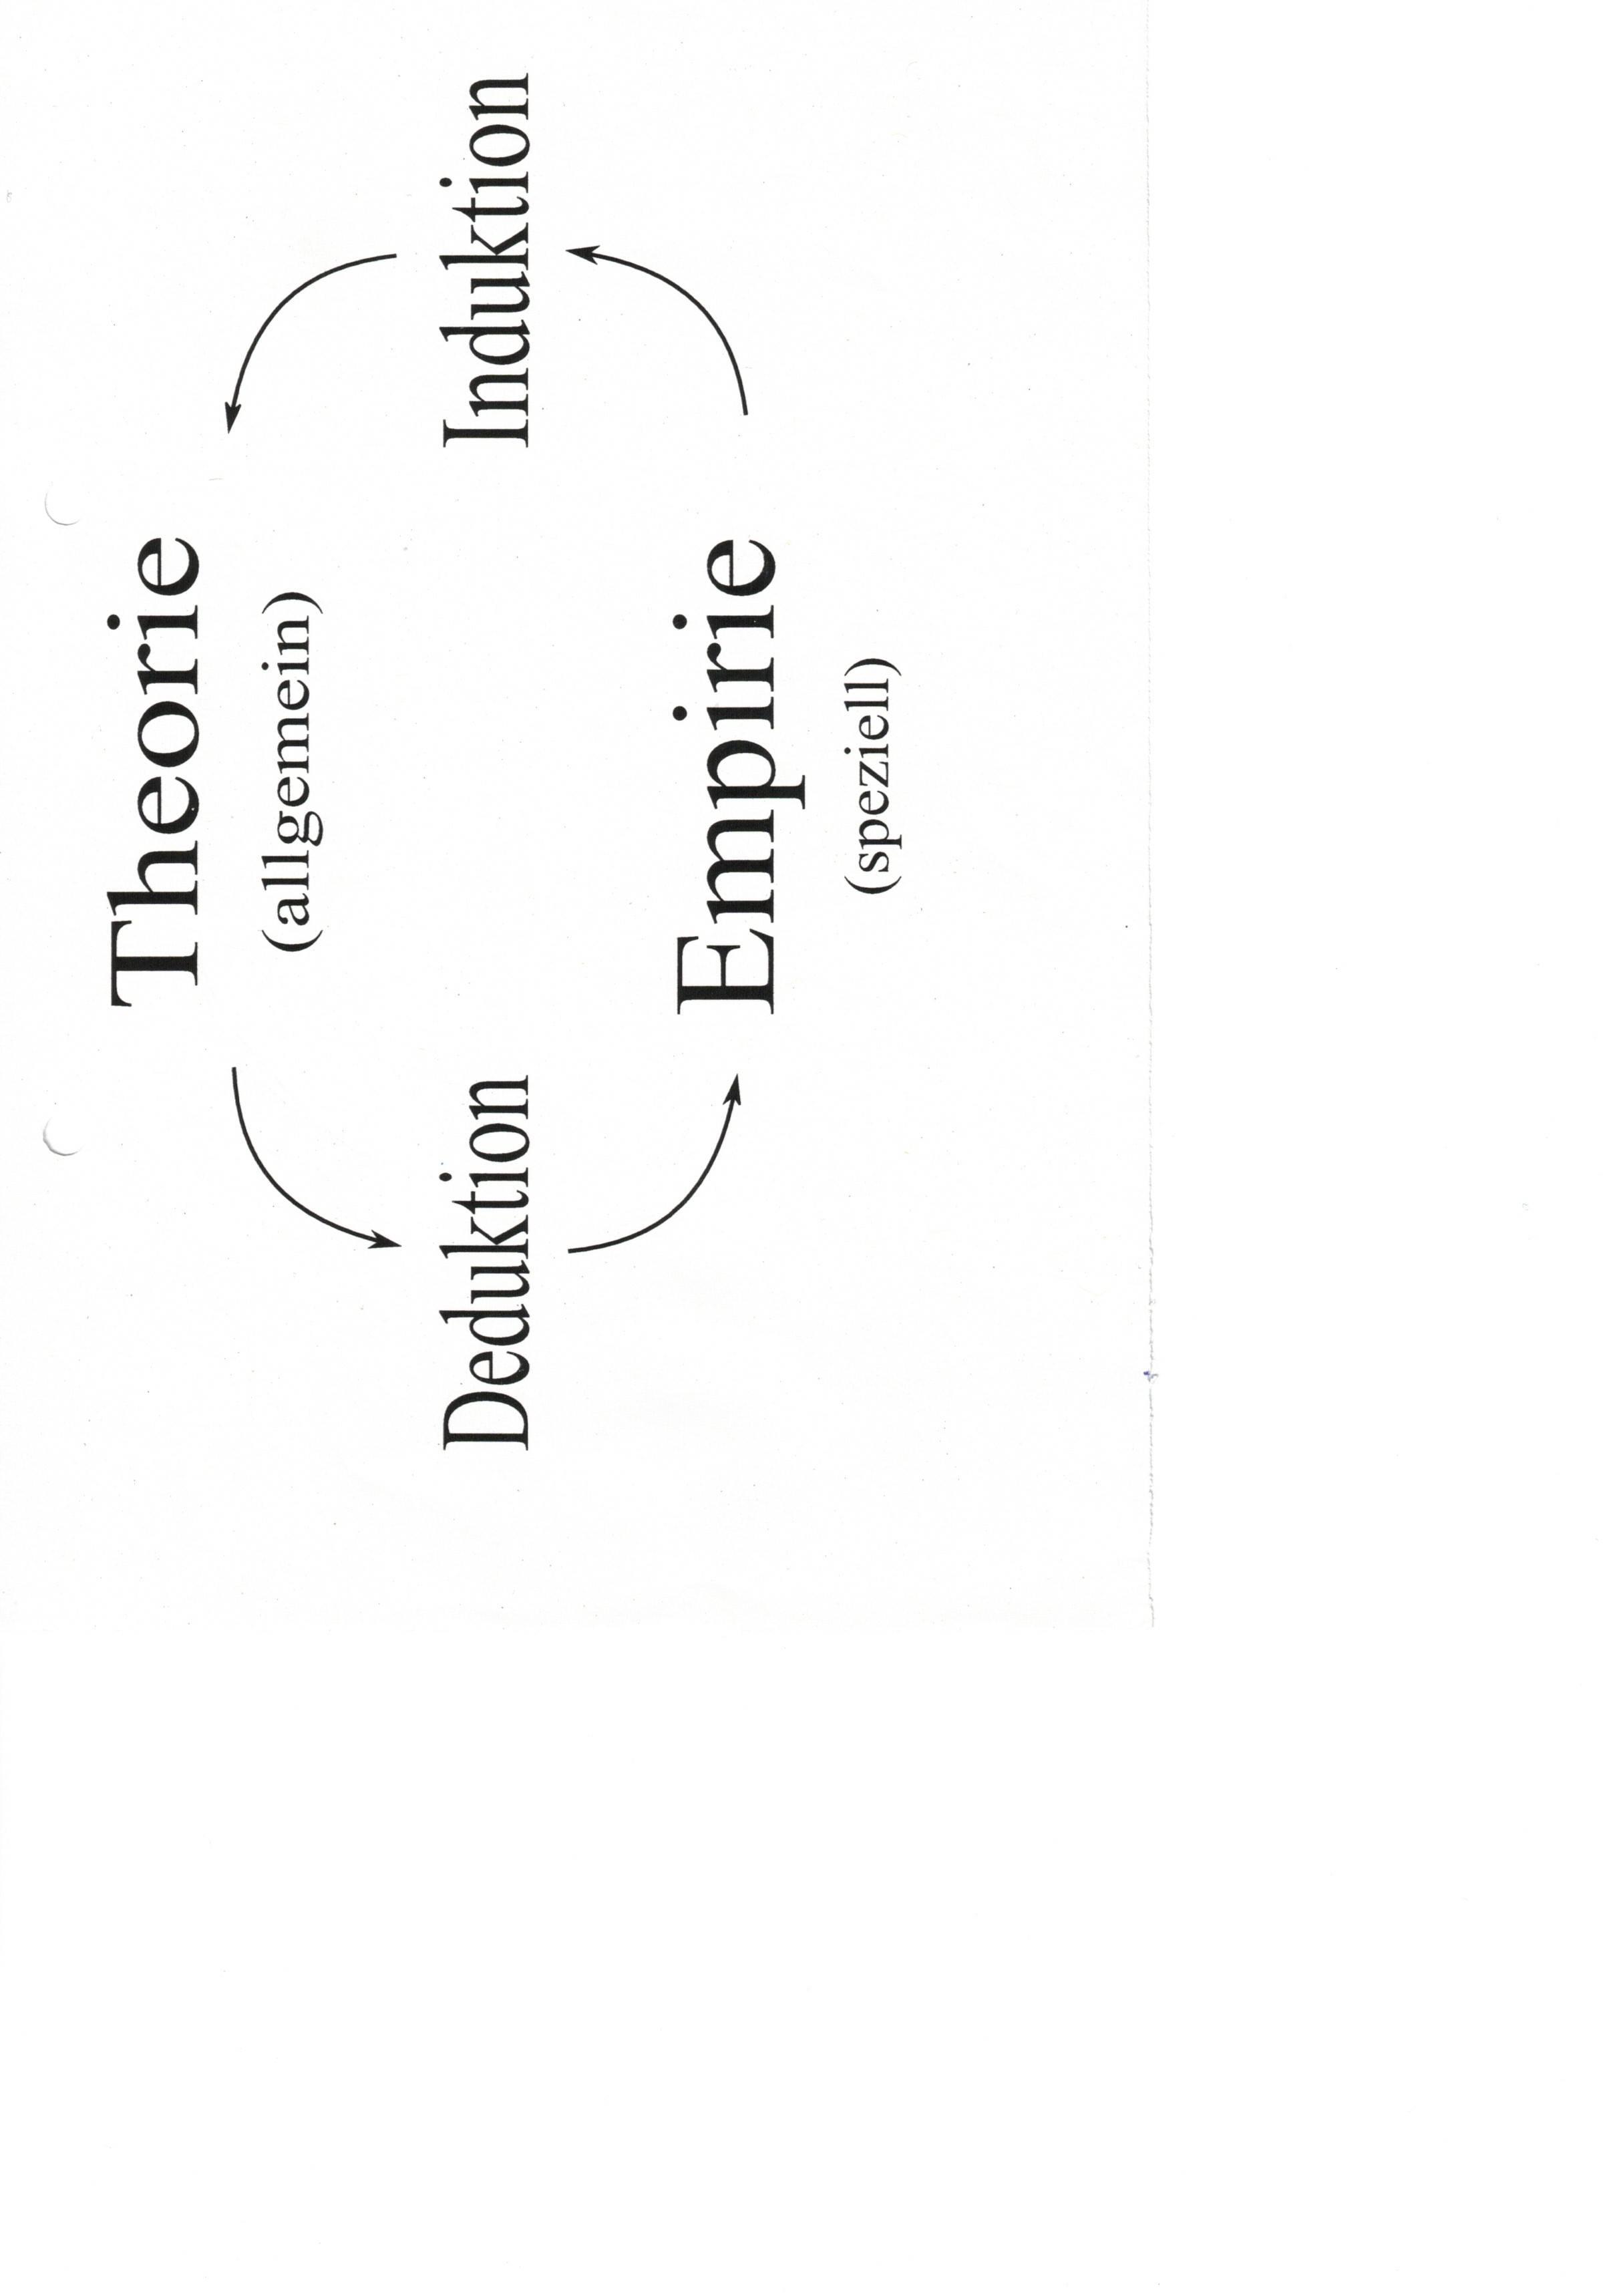 Theorie
(allgemein)
Deduktion
Induktion
Empirie
(speziell)